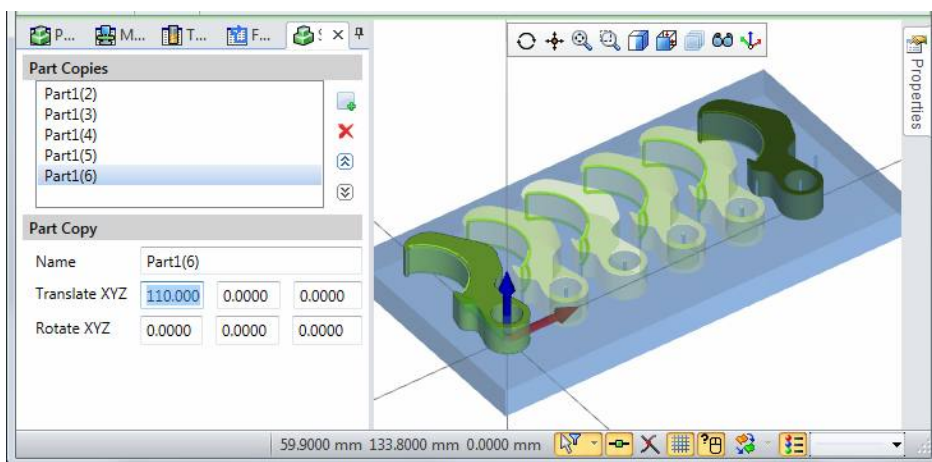 P... M... T... F... S
Part Copies
Part1(2)
Part1(3)
Part1(4)
Part1(5)
Part1(6)
Part Copy
Name Part1(6)
Translate XYZ 110.000 0.0000 0.0000
Rotate XYZ 0.0000 0.0000 0.0000
Properties
59.9000 mm 133.8000 mm 0.0000 mm